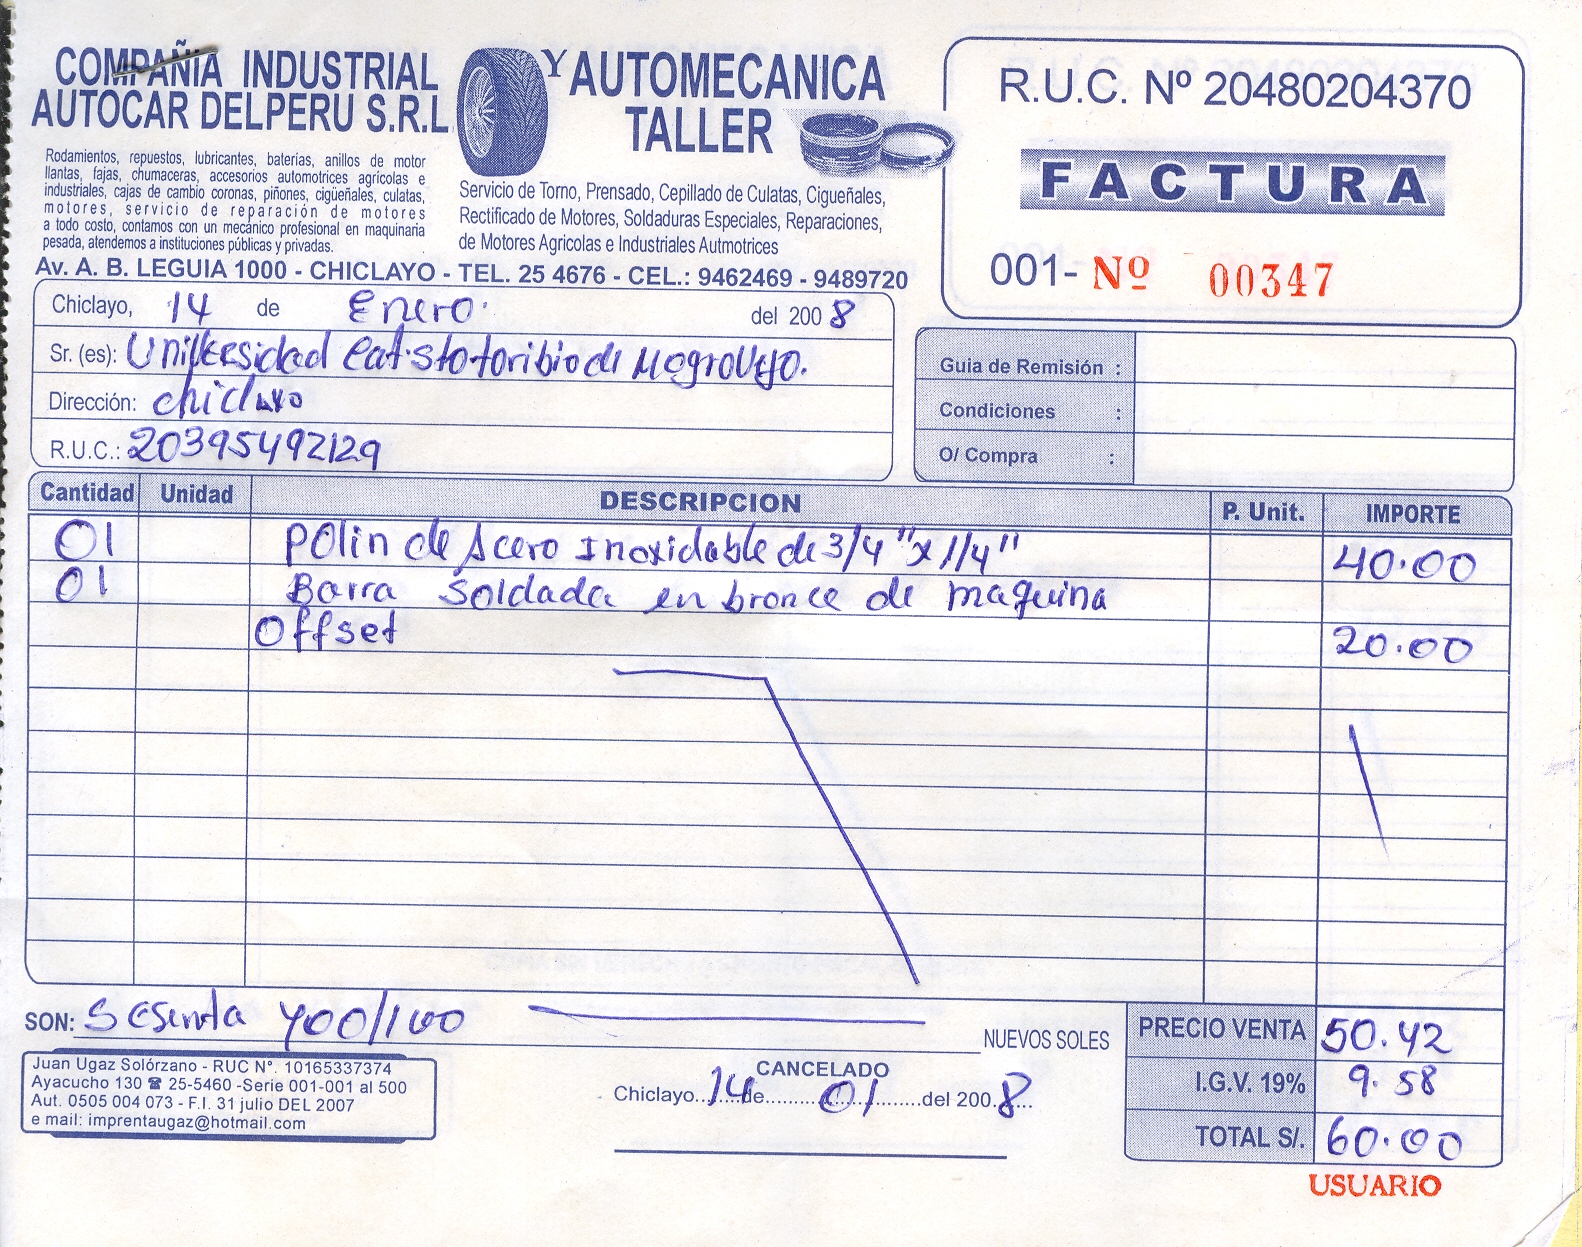 COMPAÑIA INDUSTRIAL
AUTOCAR DELPERU S.R.L
Y AUTOMECANICA
TALLER
Rodamientos, repuestos, lubricantes, baterías, anillos de motor
llantas, fajas, chumaceras, accesorios automotrices agrícolas e
industriales, cajas de cambio coronas, piñones, cigüeñales, culatas,
motores, servicio de reparación de motores
a todo costo, contamos con un mecánico profesional en maquinaria
pesada, atendemos a instituciones públicas y privadas.
Servicio de Torno, Prensado, Cepillado de Culatas, Cigueñales,
Rectificado de Motores, Soldaduras Especiales, Reparaciones,
de Motores Agricolas e Industriales Autmotrices
Av. A. B. LEGUIA 1000 - CHICLAYO - TEL. 25 4676 - CEL.: 9462469 - 9489720
R.U.C. Nº 20480204370
FACTURA
001- Nº 00347
Chiclayo, 14 de Enero. del 2008
Sr. (es): Universidad Cat. sto toribio de Mogrovejo.
Dirección: chiclayo
R.U.C.: 20395492129
Guia de Remisión :
Condiciones :
O/ Compra :
Cantidad Unidad DESCRIPCION P. Unit. IMPORTE
01 Polin de Acero Inoxidable de 3/4" x 1/4" 40.00
01 Barra soldada en bronce de maquina
Offset 20.00
SON: Sesenta y 00/100 NUEVOS SOLES
PRECIO VENTA 50.42
I.G.V. 19% 9.58
TOTAL S/. 60.00
Juan Ugaz Solórzano - RUC Nº. 10165337374
Ayacucho 130 ☎ 25-5460 -Serie 001-001 al 500
Aut. 0505 004 073 - F.I. 31 julio DEL 2007
e mail: imprentaugaz@hotmail.com
CANCELADO
Chiclayo...14...de.........01.......del 200.8...
USUARIO